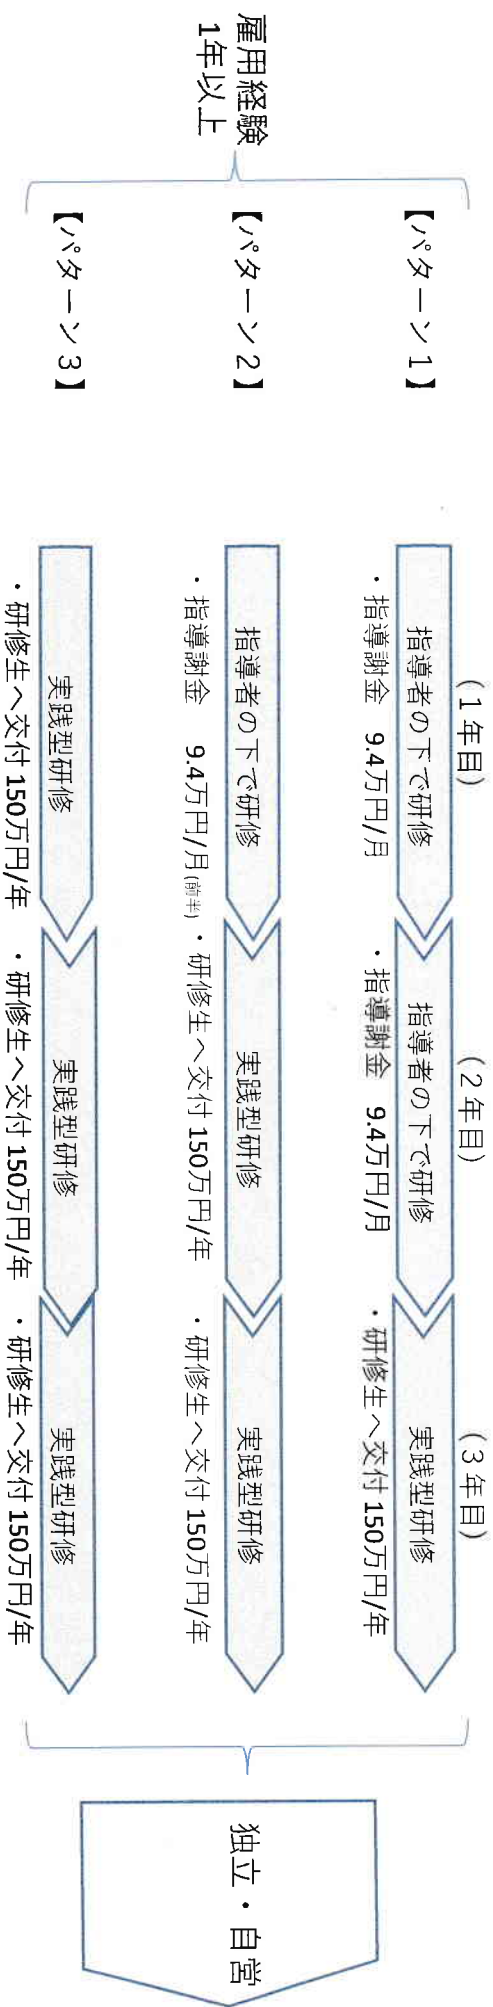 雇用経験
1年以上
(1年目)
(2年目)
(3年目)
【パターン1】
指導者の下で研修
・指導謝金 9.4万円/月
指導者の下で研修
・指導謝金 9.4万円/月
実践型研修
・研修生へ交付 150万円/年
【パターン2】
指導者の下で研修
・指導謝金 9.4万円/月(前半)
実践型研修
・研修生へ交付 150万円/年
実践型研修
・研修生へ交付 150万円/年
【パターン3】
実践型研修
・研修生へ交付 150万円/年
実践型研修
・研修生へ交付 150万円/年
実践型研修
・研修生へ交付 150万円/年
独立・自営